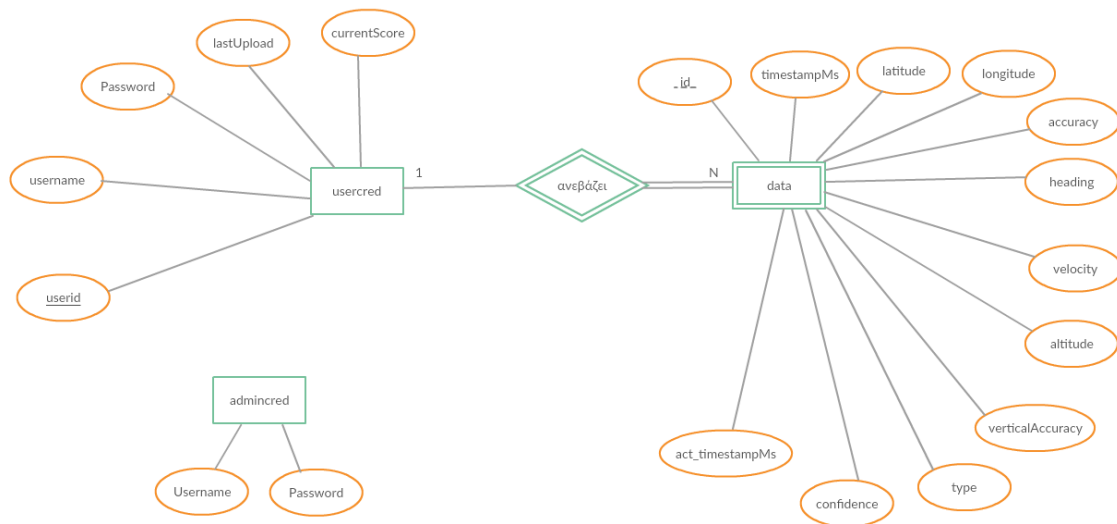 currentScore
lastUpload
Password
username
userid
usercred
1
ανεβάζει
N
data
_id_
timestampMs
latitude
longitude
accuracy
heading
velocity
altitude
verticalAccuracy
type
confidence
act_timestampMs
admincred
Username
Password